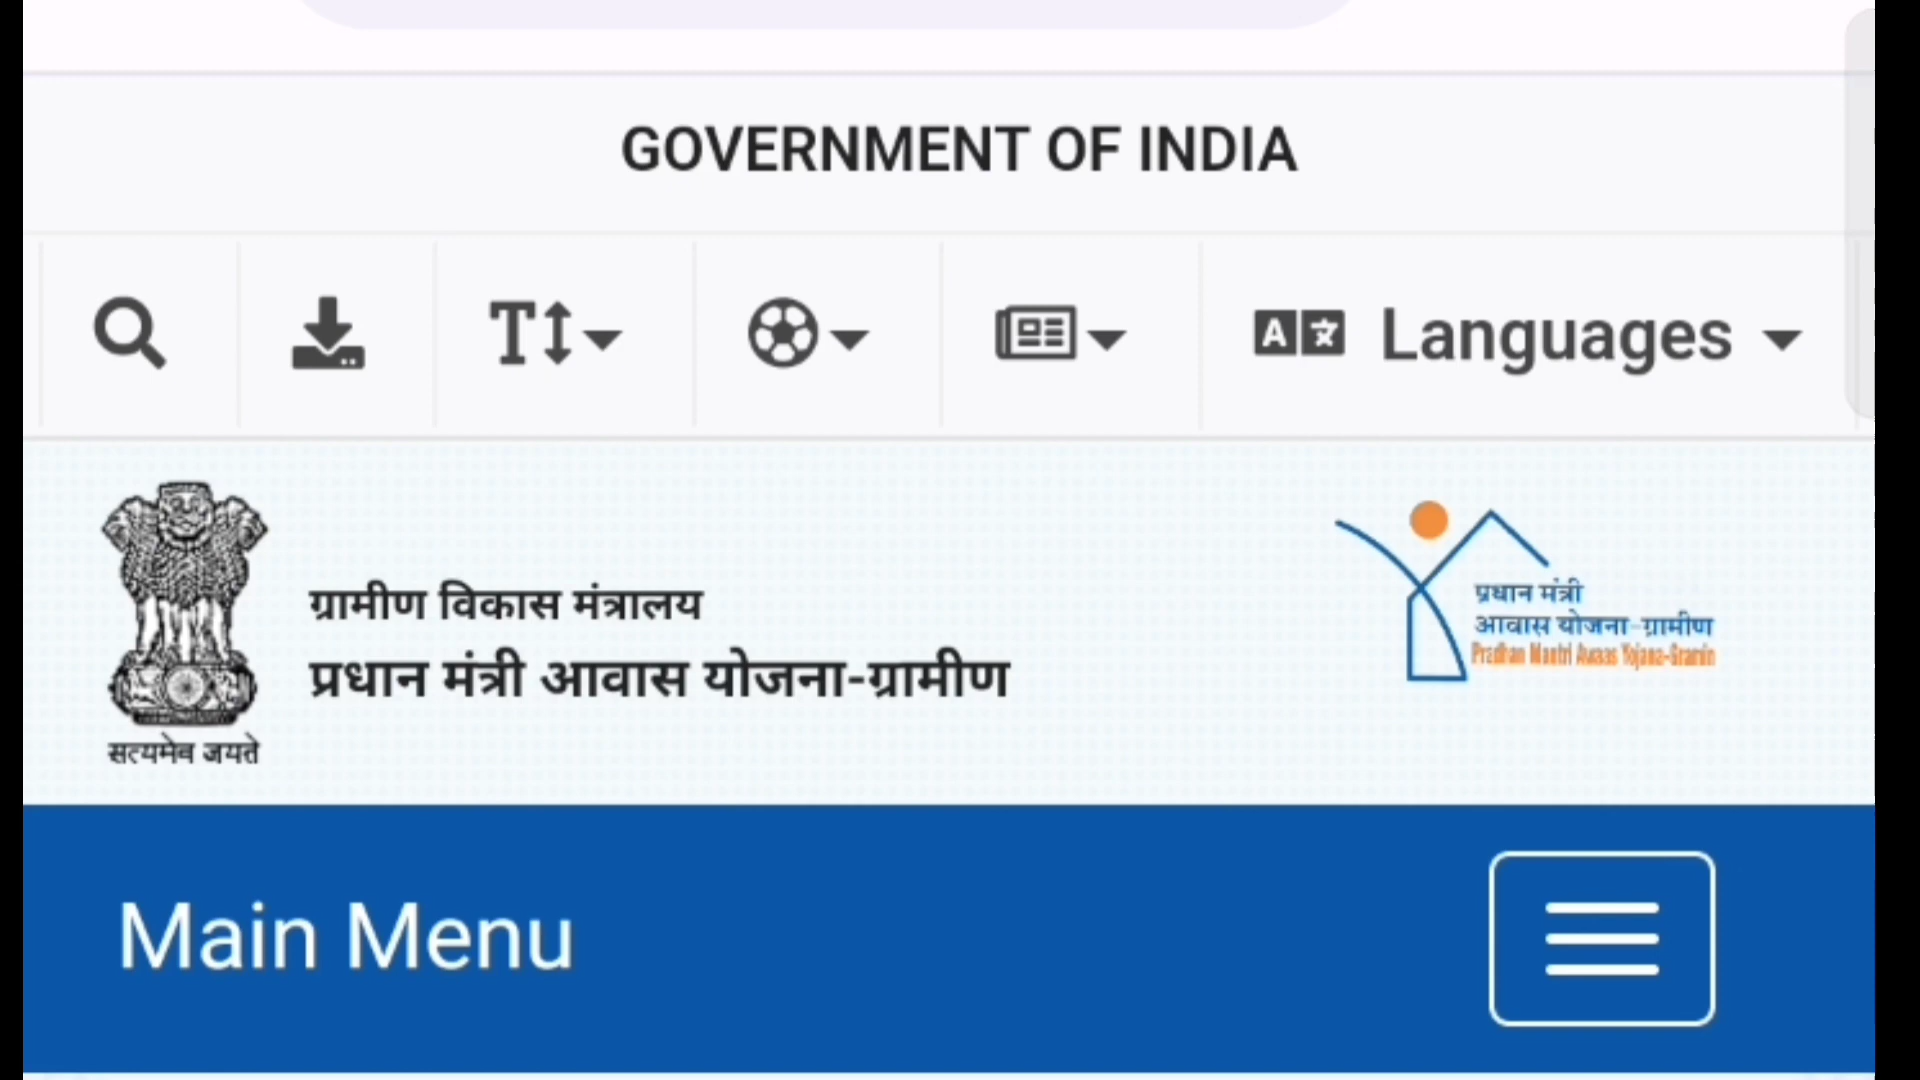 GOVERNMENT OF INDIA
Languages
ग्रामीण विकास मंत्रालय
प्रधान मंत्री आवास योजना-ग्रामीण
सत्यमेव जयते
प्रधान मंत्री
आवास योजना-ग्रामीण
Pradhan Mantri Awaas Yojana-Gramin
Main Menu